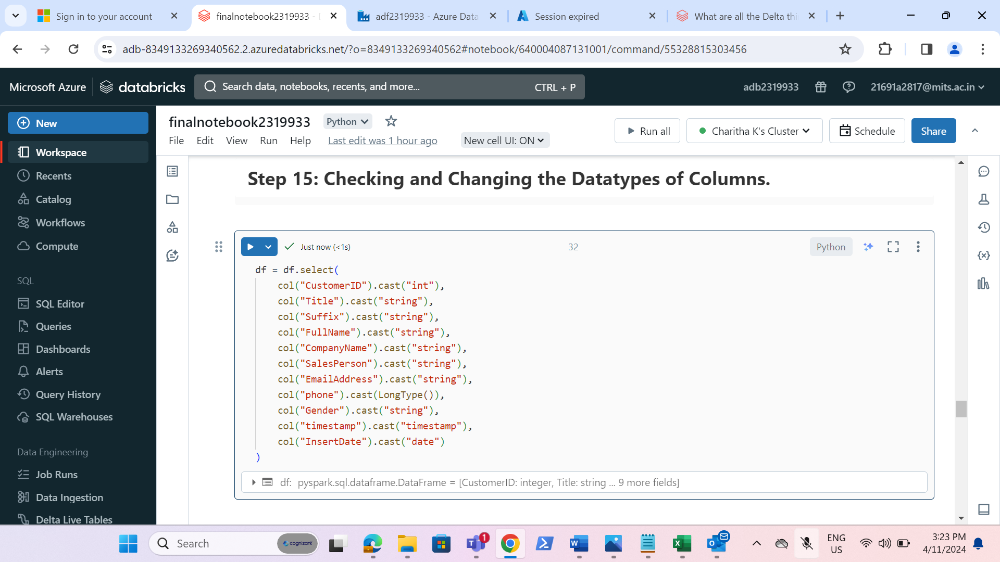 Sign in to your account
finalnotebook2319933 -
adf2319933 - Azure Data
Session expired
What are all the Delta thi
adb-8349133269340562.2.azuredatabricks.net/?o=8349133269340562#notebook/640004087131001/command/55328815303456
Microsoft Azure
databricks
Search data, notebooks, recents, and more...
CTRL + P
adb2319933
21691a2817@mits.ac.in
New
Workspace
Recents
Catalog
Workflows
Compute
SQL
SQL Editor
Queries
Dashboards
Alerts
Query History
SQL Warehouses
Data Engineering
Job Runs
Data Ingestion
Delta Live Tables
finalnotebook2319933
Python
File Edit View Run Help
Last edit was 1 hour ago
New cell UI: ON
Run all
Charitha K's Cluster
Schedule
Share
Step 15: Checking and Changing the Datatypes of Columns.
Just now (<1s)
32
Python
df = df.select(
col("CustomerID").cast("int"),
col("Title").cast("string"),
col("Suffix").cast("string"),
col("FullName").cast("string"),
col("CompanyName").cast("string"),
col("SalesPerson").cast("string"),
col("EmailAddress").cast("string"),
col("phone").cast(LongType()),
col("Gender").cast("string"),
col("timestamp").cast("timestamp"),
col("InsertDate").cast("date")
)
df: pyspark.sql.dataframe.DataFrame = [CustomerID: integer, Title: string ... 9 more fields]
Search
cognizant
1
ENG
US
3:23 PM
4/11/2024